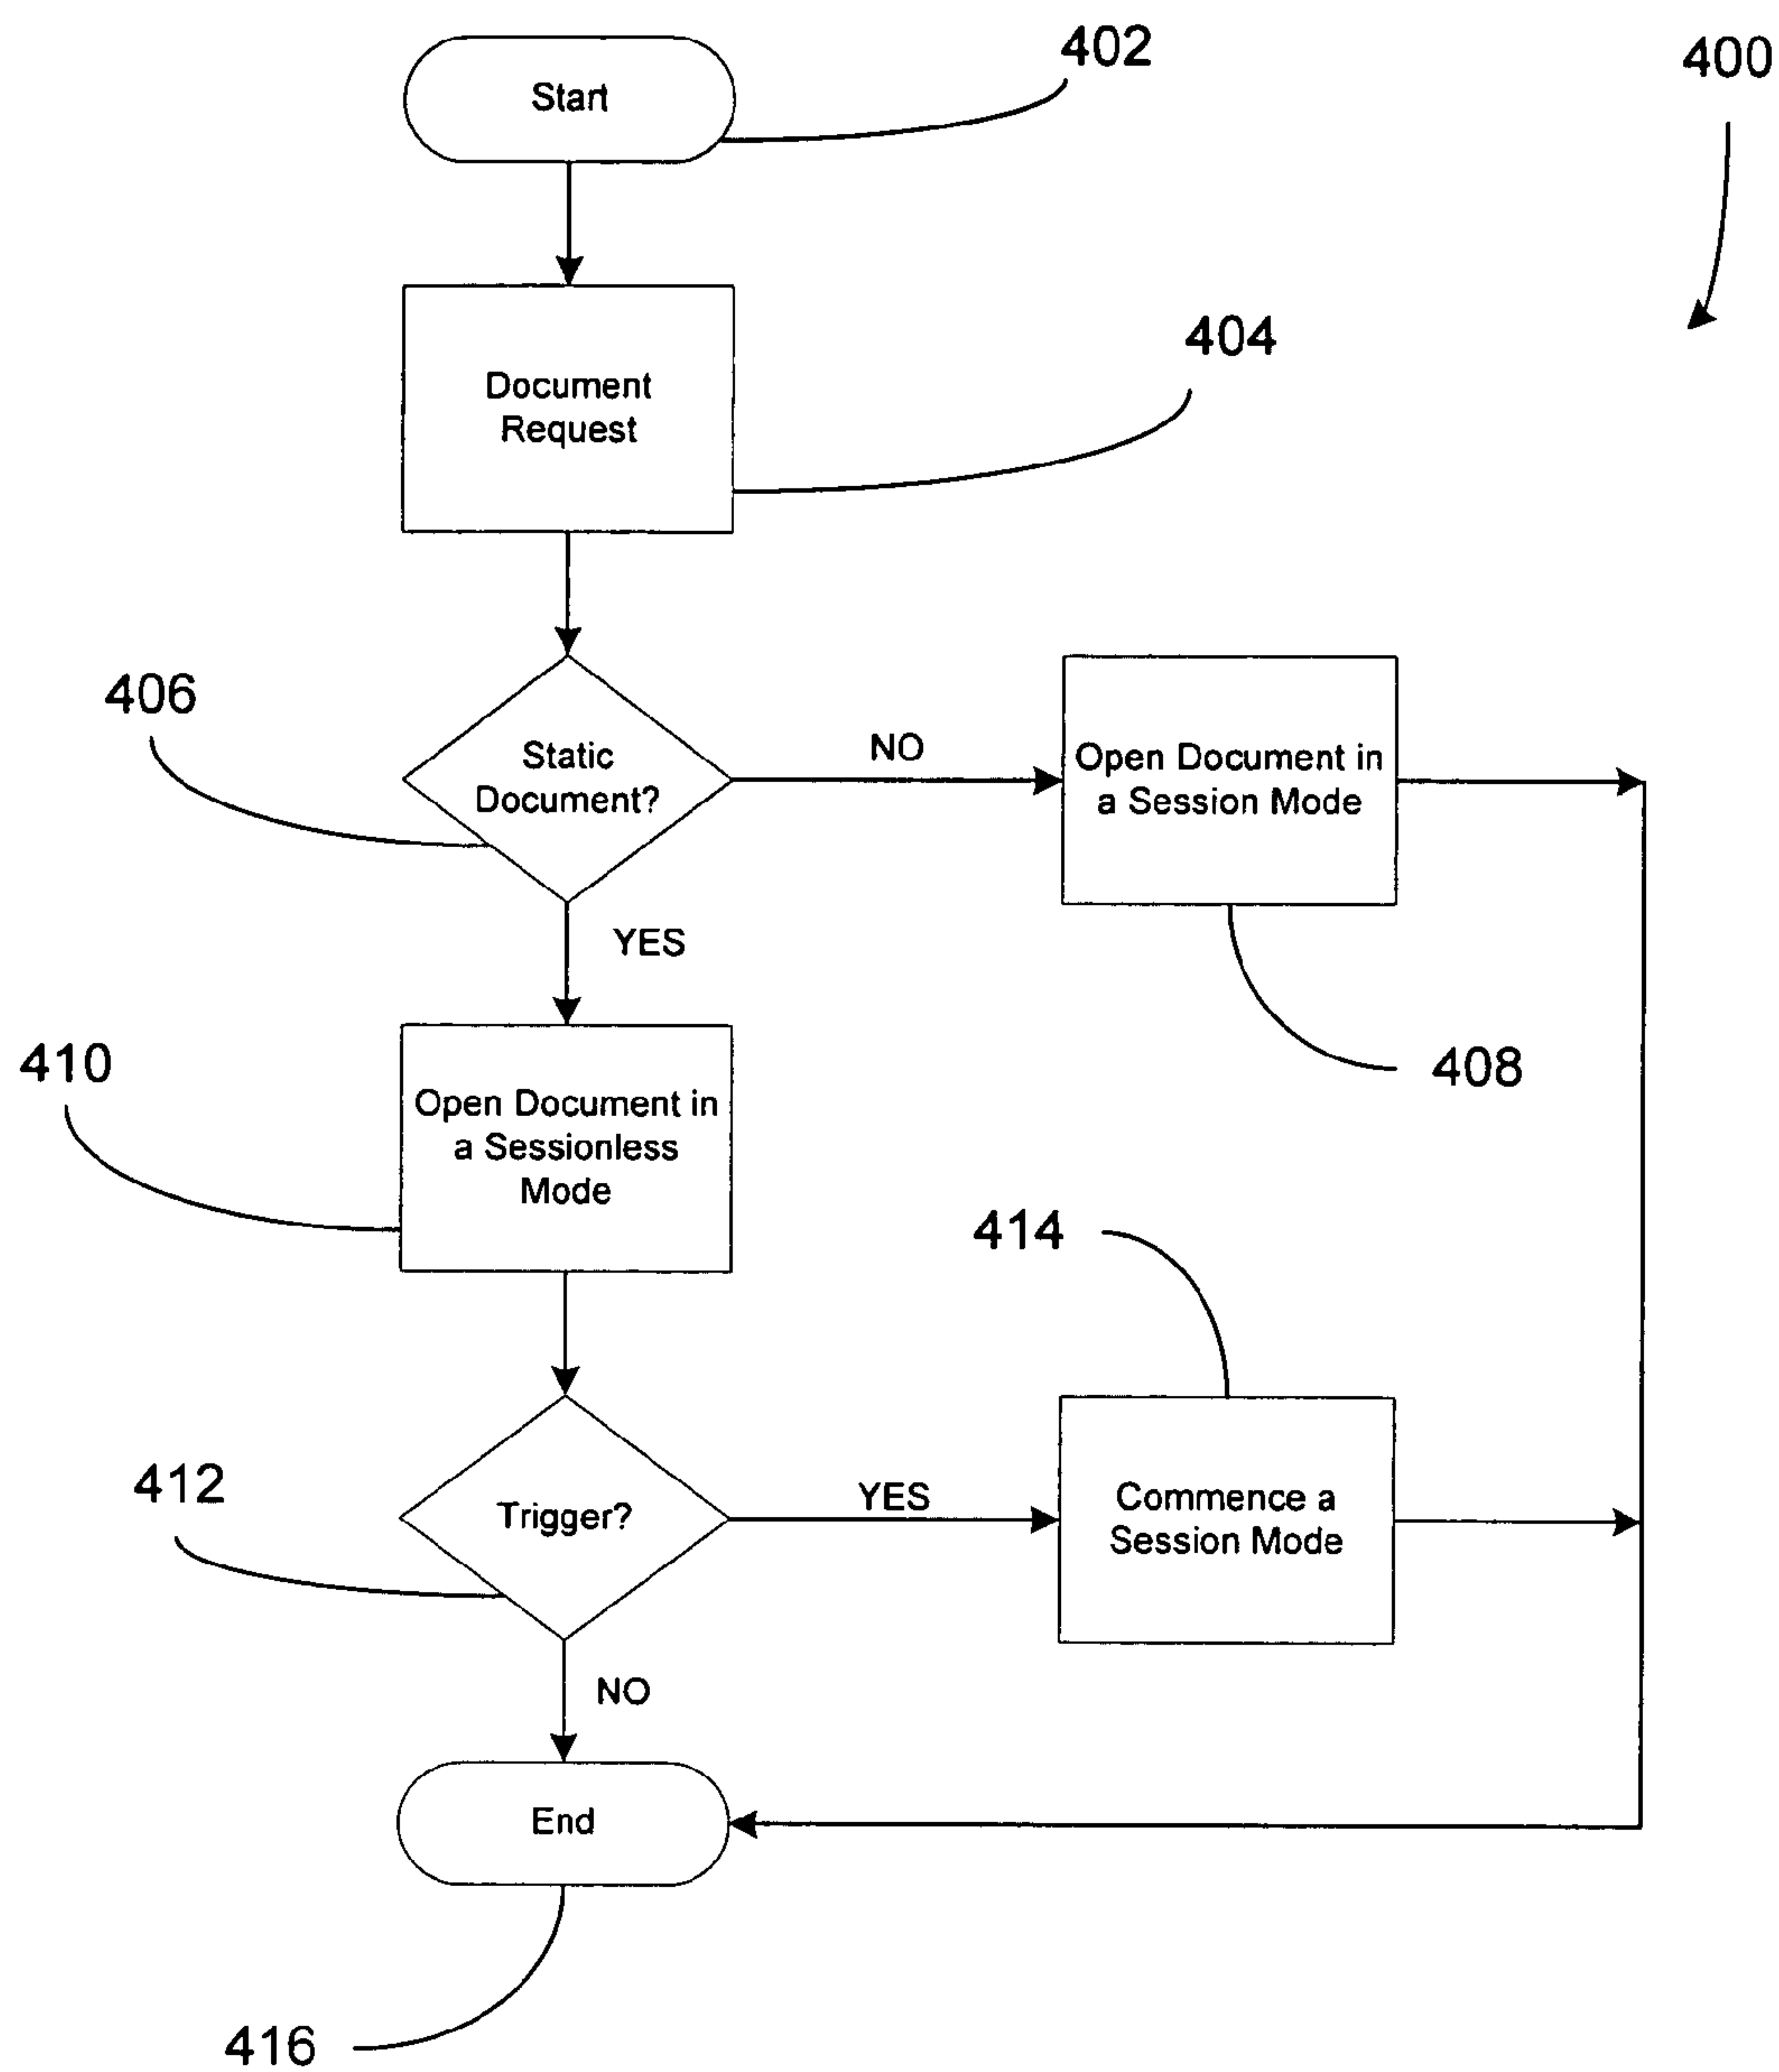 402
400
Start
404
Document
Request
406
Static
Document?
NO
Open Document in
a Session Mode
YES
408
410
Open Document in
a Sessionless
Mode
414
412
Trigger?
YES
Commence a
Session Mode
NO
End
416